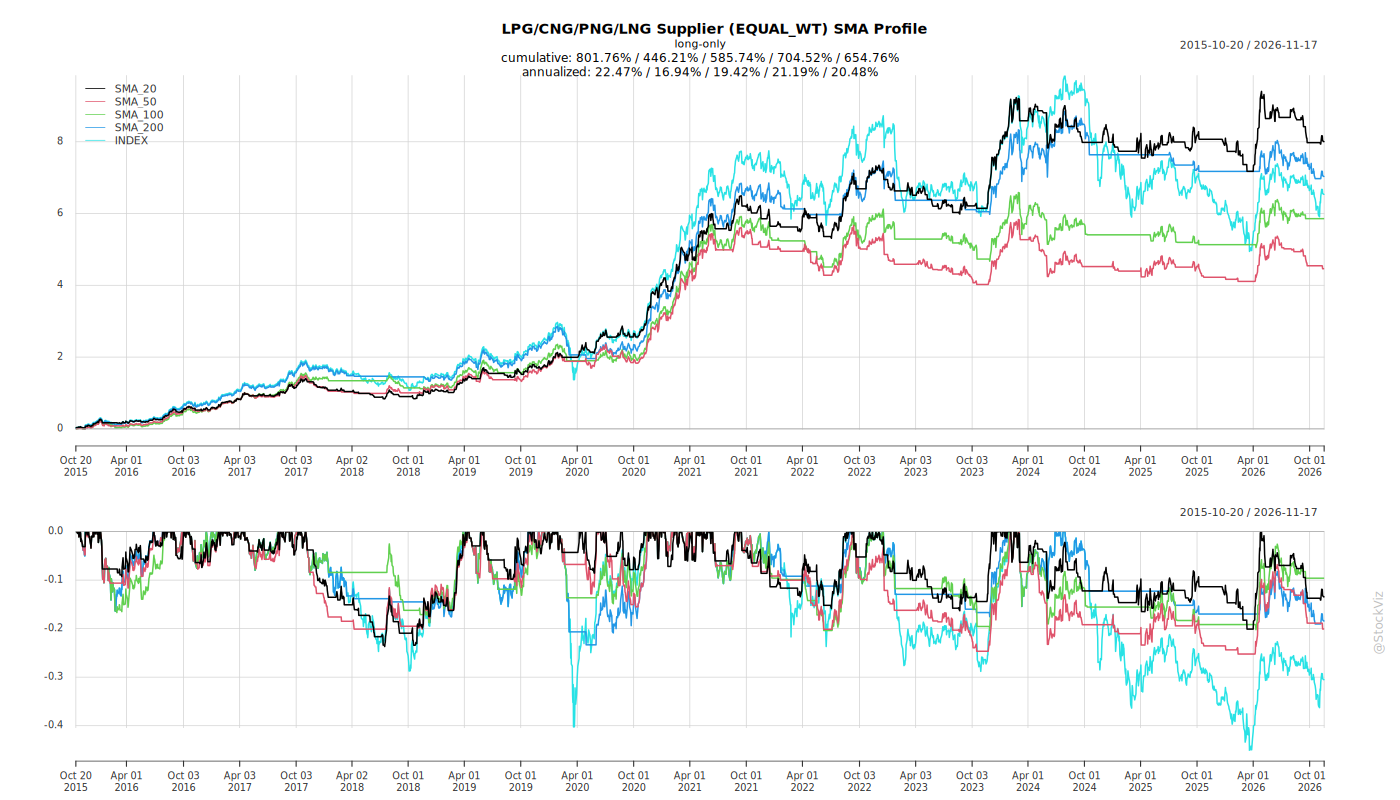 LPG/CNG/PNG/LNG Supplier (EQUAL_WT) SMA Profile
long-only
2015-10-20 / 2026-11-17
cumulative: 801.76% / 446.21% / 585.74% / 704.52% / 654.76%
annualized: 22.47% / 16.94% / 19.42% / 21.19% / 20.48%
SMA_20
SMA_50
SMA_100
SMA_200
INDEX
8
6
4
2
0
Oct 20 Apr 01 Oct 03 Apr 03 Oct 03 Apr 02 Oct 01 Apr 01 Oct 01 Apr 01 Oct 01 Apr 01 Oct 01 Apr 01 Oct 03 Apr 03 Oct 03 Apr 01 Oct 01 Apr 01 Oct 01 Apr 01 Oct 01
2015 2016 2016 2017 2017 2018 2018 2019 2019 2020 2020 2021 2021 2022 2022 2023 2023 2024 2024 2025 2025 2026 2026
2015-10-20 / 2026-11-17
0.0
-0.1
-0.2
-0.3
-0.4
Oct 20 Apr 01 Oct 03 Apr 03 Oct 03 Apr 02 Oct 01 Apr 01 Oct 01 Apr 01 Oct 01 Apr 01 Oct 01 Apr 01 Oct 03 Apr 03 Oct 03 Apr 01 Oct 01 Apr 01 Oct 01 Apr 01 Oct 01
2015 2016 2016 2017 2017 2018 2018 2019 2019 2020 2020 2021 2021 2022 2022 2023 2023 2024 2024 2025 2025 2026 2026
@StockViz